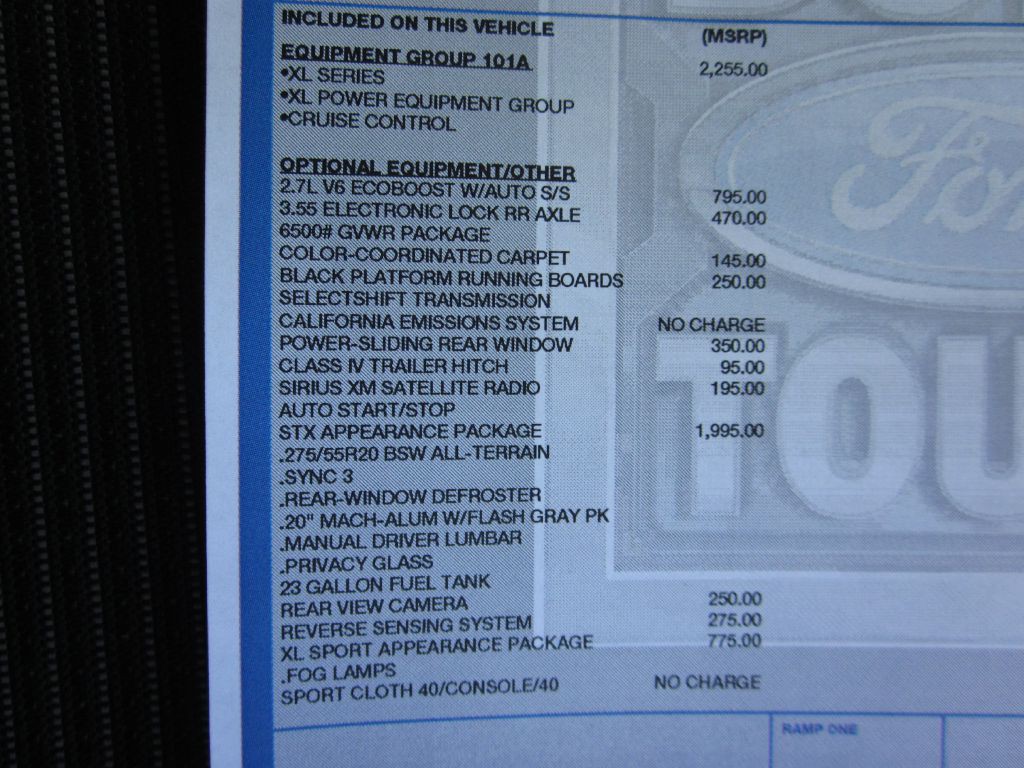 INCLUDED ON THIS VEHICLE (MSRP)
EQUIPMENT GROUP 101A 2,255.00
•XL SERIES
•XL POWER EQUIPMENT GROUP
•CRUISE CONTROL
OPTIONAL EQUIPMENT/OTHER
2.7L V6 ECOBOOST W/AUTO S/S 795.00
3.55 ELECTRONIC LOCK RR AXLE 470.00
6500# GVWR PACKAGE
COLOR-COORDINATED CARPET 145.00
BLACK PLATFORM RUNNING BOARDS 250.00
SELECTSHIFT TRANSMISSION
CALIFORNIA EMISSIONS SYSTEM NO CHARGE
POWER-SLIDING REAR WINDOW 350.00
CLASS IV TRAILER HITCH 95.00
SIRIUS XM SATELLITE RADIO 195.00
AUTO START/STOP
STX APPEARANCE PACKAGE 1,995.00
.275/55R20 BSW ALL-TERRAIN
.SYNC 3
.REAR-WINDOW DEFROSTER
.20" MACH-ALUM W/FLASH GRAY PK
.MANUAL DRIVER LUMBAR
.PRIVACY GLASS
23 GALLON FUEL TANK
REAR VIEW CAMERA 250.00
REVERSE SENSING SYSTEM 275.00
XL SPORT APPEARANCE PACKAGE 775.00
.FOG LAMPS
SPORT CLOTH 40/CONSOLE/40 NO CHARGE
RAMP ONE
For
TOU